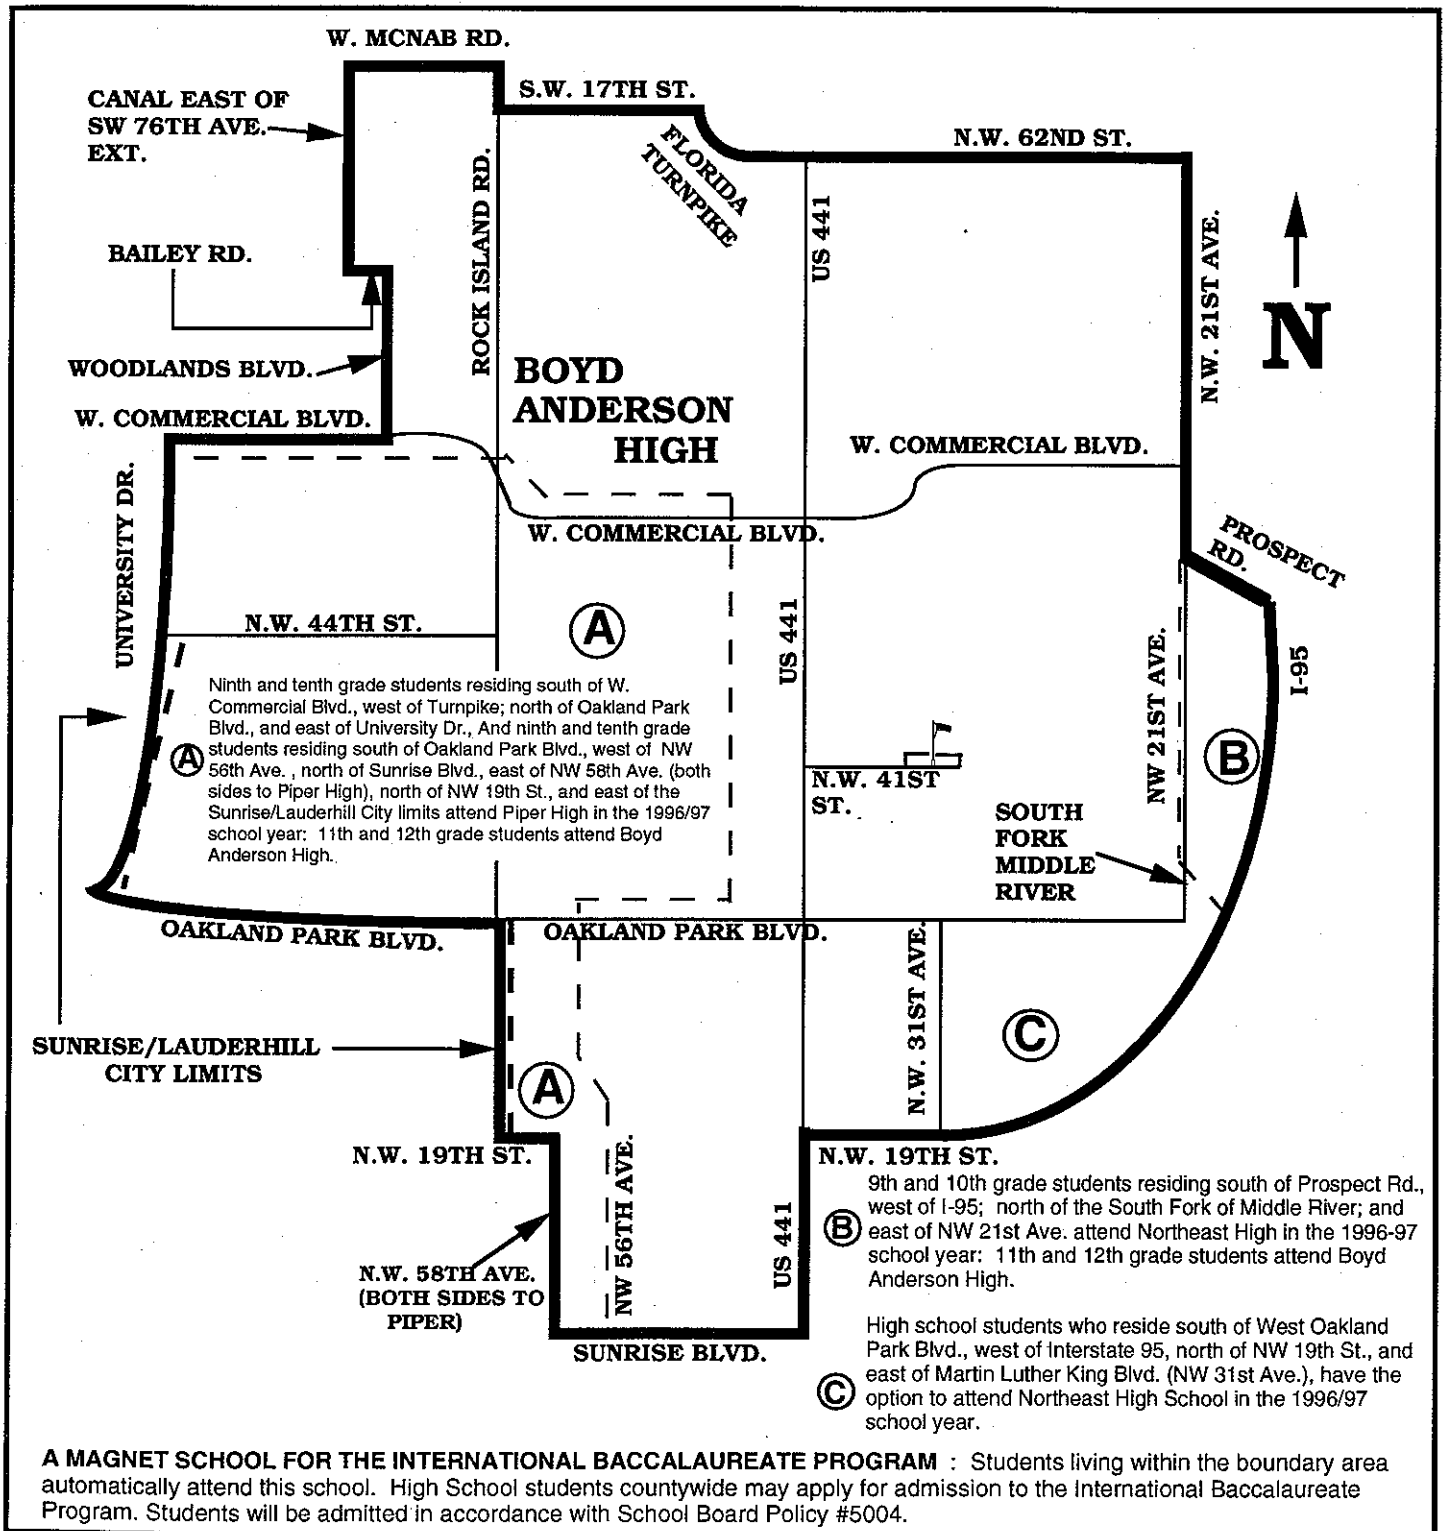 W. MCNAB RD.
CANAL EAST OF
SW 76TH AVE.
EXT.
S.W. 17TH ST.
FLORIDA
TURNPIKE
N.W. 62ND ST.
ROCK ISLAND RD.
US 441
N.W. 21ST AVE.
N
BAILEY RD.
WOODLANDS BLVD.
BOYD
ANDERSON
HIGH
W. COMMERCIAL BLVD.
W. COMMERCIAL BLVD.
W. COMMERCIAL BLVD.
UNIVERSITY DR.
PROSPECT
RD.
N.W. 44TH ST.
A
US 441
NW 21ST AVE.
I-95
B
Ninth and tenth grade students residing south of W.
Commercial Blvd., west of Turnpike; north of Oakland Park
Blvd., and east of University Dr., And ninth and tenth grade
students residing south of Oakland Park Blvd., west of NW
A
56th Ave. , north of Sunrise Blvd., east of NW 58th Ave. (both
sides to Piper High), north of NW 19th St., and east of the
Sunrise/Lauderhill City limits attend Piper High in the 1996/97
school year: 11th and 12th grade students attend Boyd
Anderson High.
N.W. 41ST
ST.
SOUTH
FORK
MIDDLE
RIVER
OAKLAND PARK BLVD.
OAKLAND PARK BLVD.
N.W. 31ST AVE.
C
SUNRISE/LAUDERHILL
CITY LIMITS
A
N.W. 19TH ST.
N.W. 19TH ST.
NW 56TH AVE.
US 441
N.W. 58TH AVE.
(BOTH SIDES TO
PIPER)
SUNRISE BLVD.
9th and 10th grade students residing south of Prospect Rd.,
west of I-95; north of the South Fork of Middle River; and
B
east of NW 21st Ave. attend Northeast High in the 1996-97
school year: 11th and 12th grade students attend Boyd
Anderson High.
High school students who reside south of West Oakland
Park Blvd., west of Interstate 95, north of NW 19th St., and
east of Martin Luther King Blvd. (NW 31st Ave.), have the
C
option to attend Northeast High School in the 1996/97
school year.
A MAGNET SCHOOL FOR THE INTERNATIONAL BACCALAUREATE PROGRAM : Students living within the boundary area
automatically attend this school. High School students countywide may apply for admission to the International Baccalaureate
Program. Students will be admitted in accordance with School Board Policy #5004.